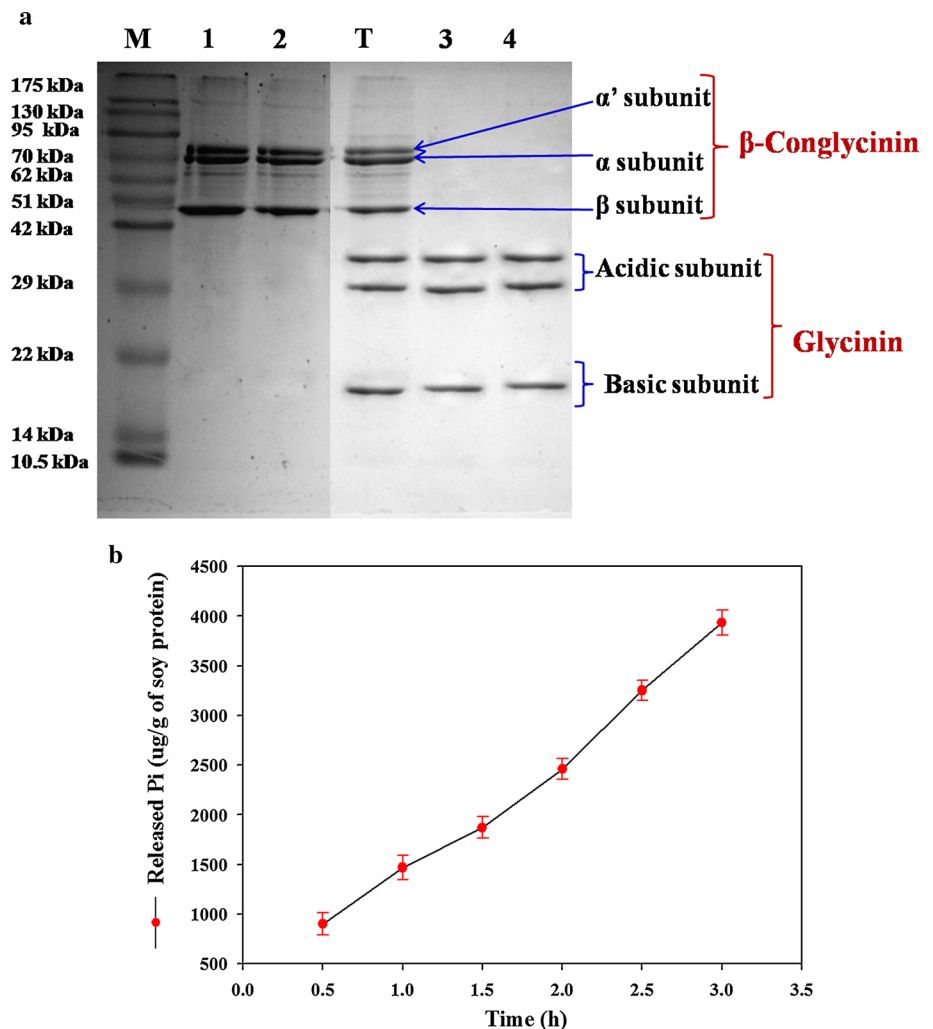 a
M 1 2 T 3 4
175 kDa
130 kDa
95 kDa
70 kDa
62 kDa
51 kDa
42 kDa
29 kDa
22 kDa
14 kDa
10.5 kDa
α’ subunit
α subunit
β subunit
β-Conglycinin
Acidic subunit
Basic subunit
Glycinin
b
Released Pi (ug/g of soy protein)
4500
4000
3500
3000
2500
2000
1500
1000
500
0.0 0.5 1.0 1.5 2.0 2.5 3.0 3.5
Time (h)